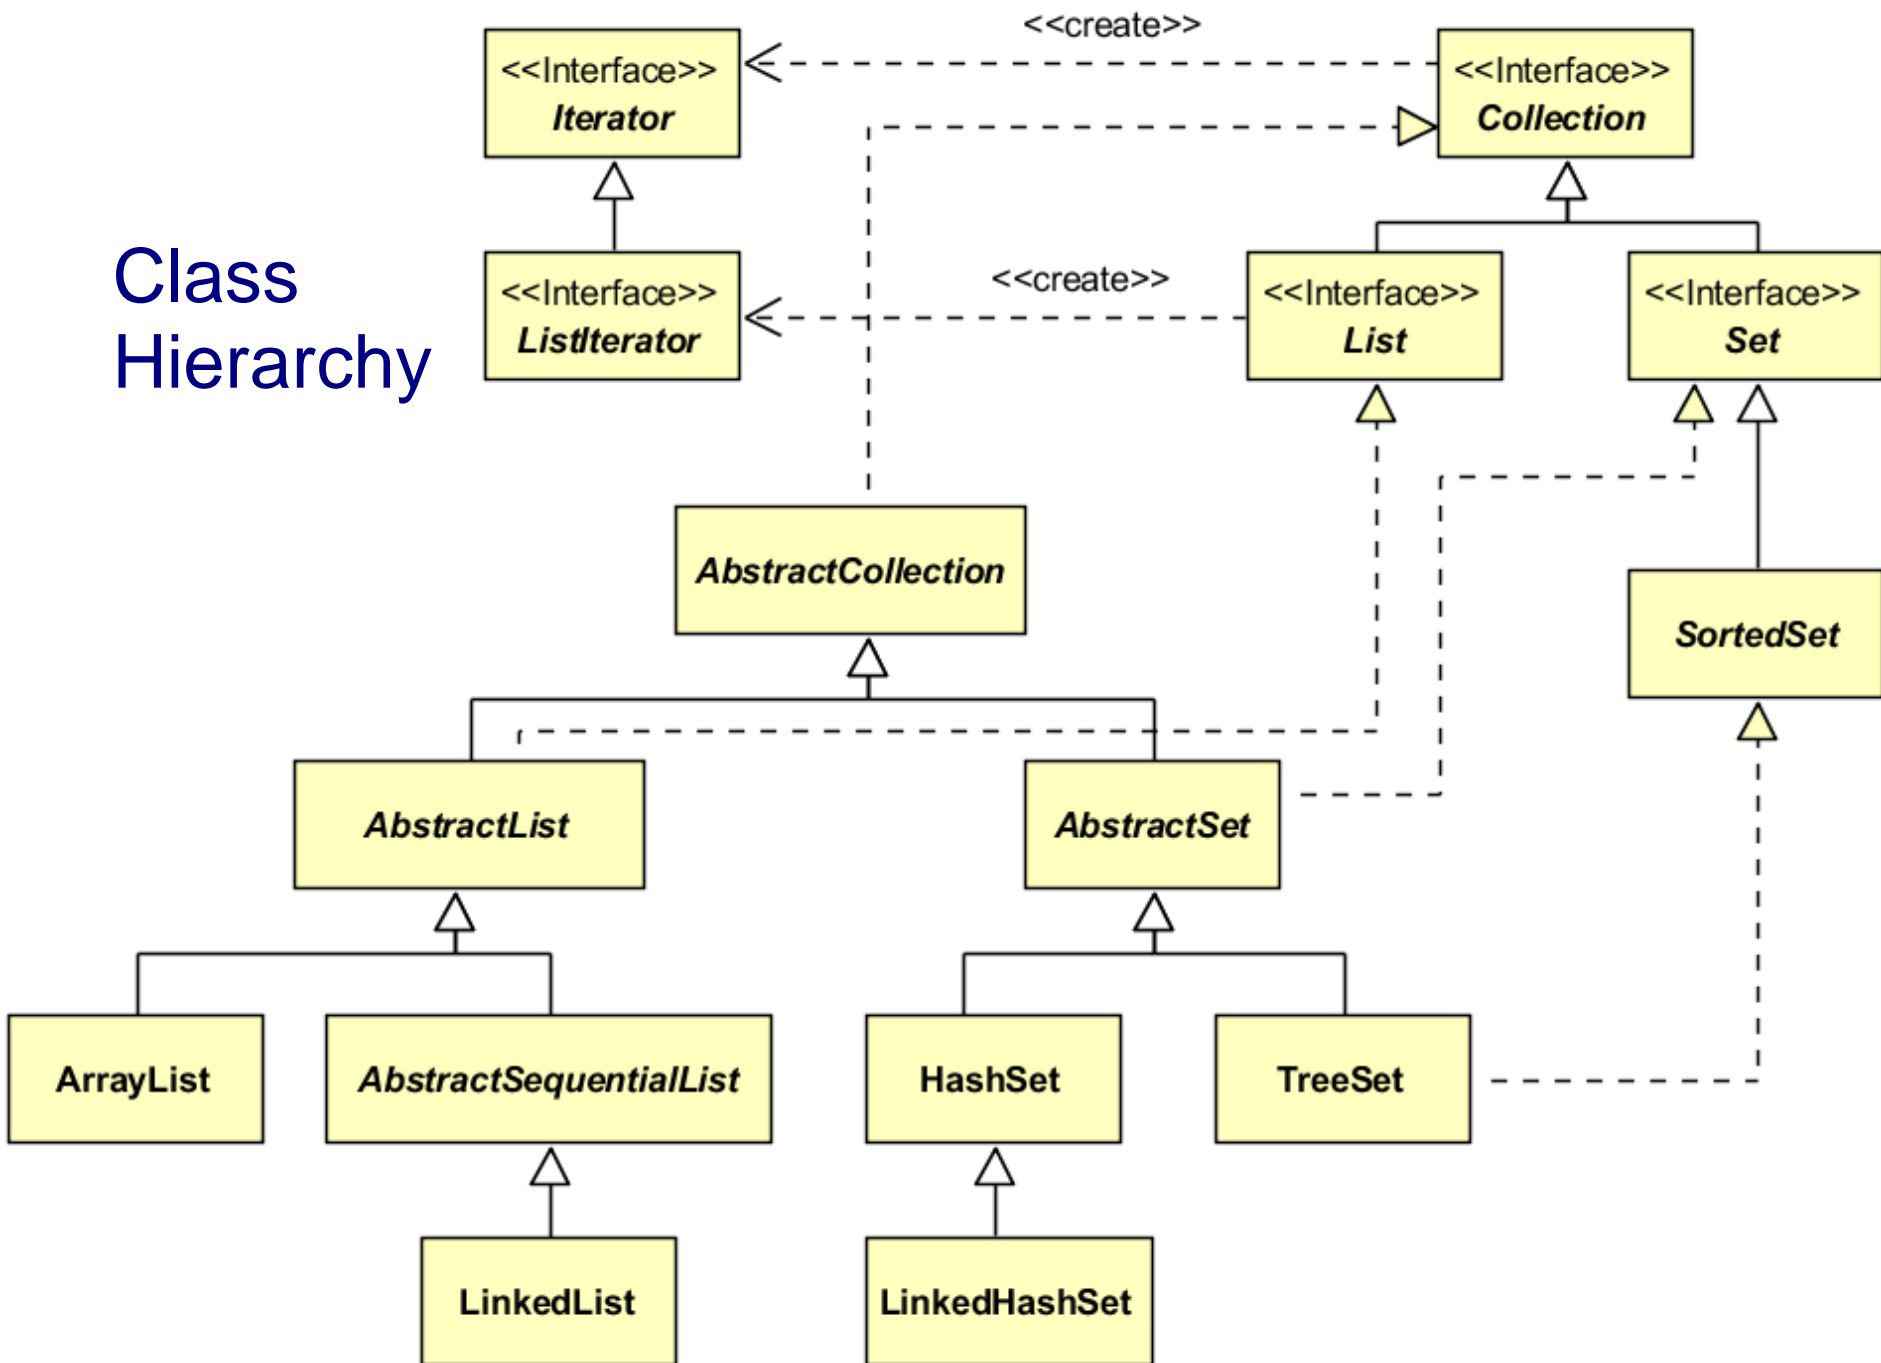 <<create>>
<<Interface>>
Iterator
<<Interface>>
Collection
Class
Hierarchy
<<Interface>>
ListIterator
<<create>>
<<Interface>>
List
<<Interface>>
Set
AbstractCollection
SortedSet
AbstractList
AbstractSet
ArrayList
AbstractSequentialList
HashSet
TreeSet
LinkedList
LinkedHashSet